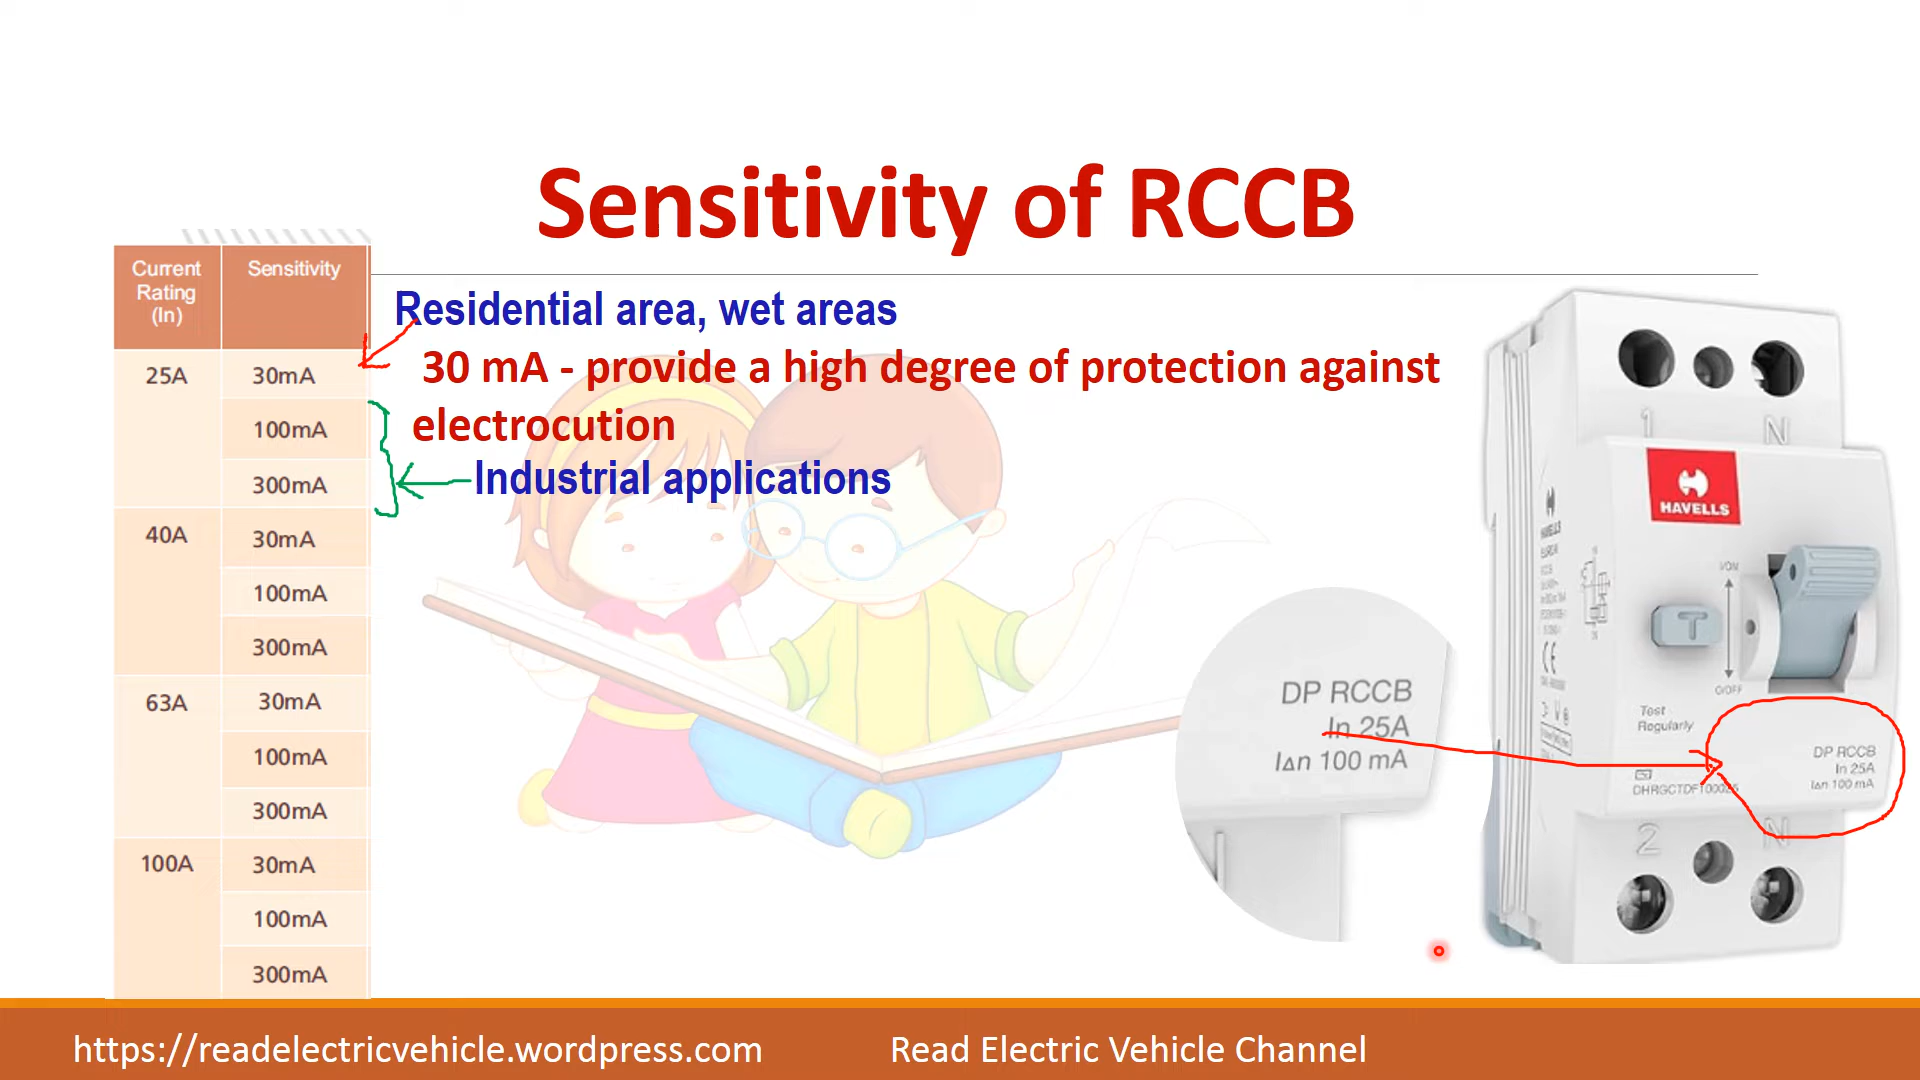 Sensitivity of RCCB
Current Rating (In)
Sensitivity
25A
30mA
100mA
300mA
40A
30mA
100mA
300mA
63A
30mA
100mA
300mA
100A
30mA
100mA
300mA
Residential area, wet areas
30 mA - provide a high degree of protection against
electrocution
Industrial applications
DP RCCB
In 25A
I∆n 100 mA
1
N
HAVELLS
HAVELLS
I/ON
T
O/OFF
Test
Regularly
DP RCCB
In 25A
I∆n 100 mA
2
N
https://readelectricvehicle.wordpress.com
Read Electric Vehicle Channel